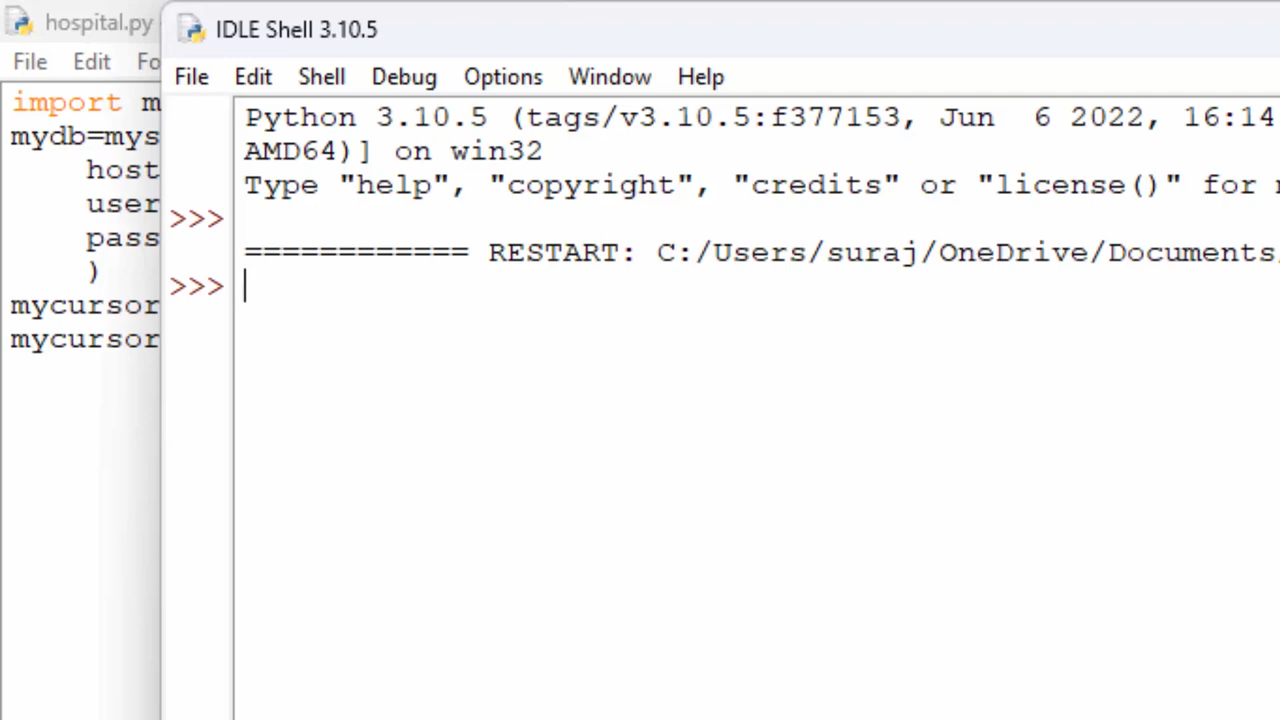 hospital.py
File Edit Fo
import m
mydb=mys
host
user
pass
)
mycursor
mycursor
IDLE Shell 3.10.5
File Edit Shell Debug Options Window Help
Python 3.10.5 (tags/v3.10.5:f377153, Jun  6 2022, 16:14
AMD64)] on win32
Type "help", "copyright", "credits" or "license()" for
>>>
============ RESTART: C:/Users/suraj/OneDrive/Documents
>>>